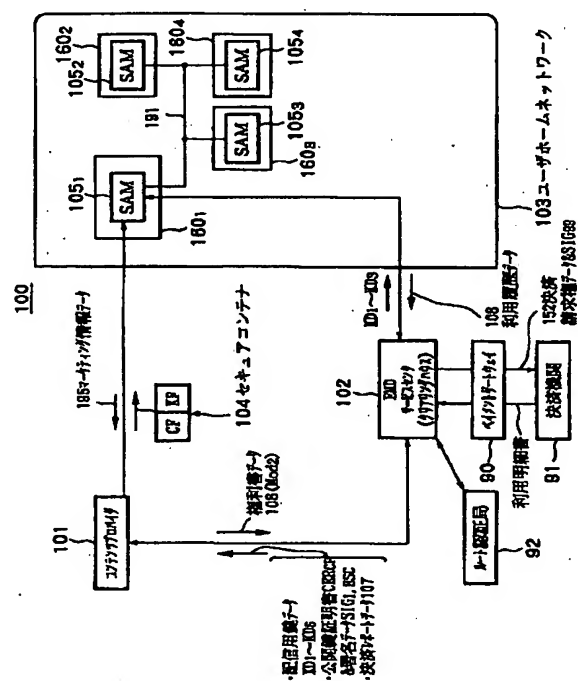 100
101
コンテンツプロバイダ
185マーケティング情報データ
CF KF
104セキュアコンテナ
権利書データ
106(Mod2)
・配信用鍵データ
KD1~KD6
・公開鍵証明書CERCP
&署名データSIG1,ESC
・決済レポートデータ107
102
EMD
サービスセンタ
(クリアリングハウス)
KD1~KD3
108
利用履歴データ
ペイメントゲートウェイ
90
152決済
請求権データ&SIG99
利用明細書
決済機関
91
ルート認証局
92
103ユーザホームネットワーク
105₁
SAM
160₁
191
160₂
105₂
SAM
160₄
SAM
105₄
SAM
105₃
160₃